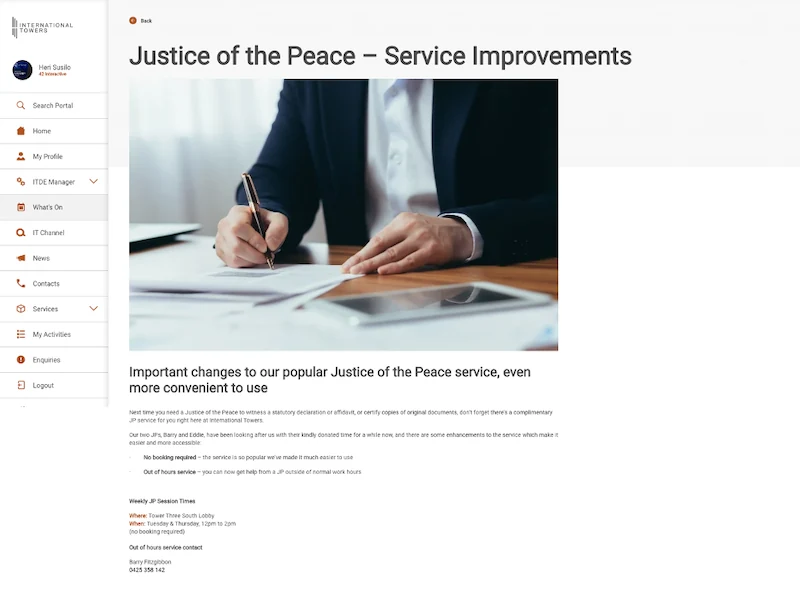 INTERNATIONAL
TOWERS
Heri Susilo
42 Interactive
Search Portal
Home
My Profile
ITDE Manager
What's On
IT Channel
News
Contacts
Services
My Activities
Enquiries
Logout
Back
Justice of the Peace – Service Improvements
Important changes to our popular Justice of the Peace service, even
more convenient to use
Next time you need a Justice of the Peace to witness a statutory declaration or affidavit, or certify copies of original documents; don't forget there's a complimentary
JP service for you right here at International Towers.
Our two JPs, Barry and Eddie, have been looking after us with their kindly donated time for a while now, and there are some enhancements to the service which make it
easier and more accessible:
· No booking required – the service is so popular we've made it much easier to use
· Out of hours service – you can now get help from a JP outside of normal work hours
Weekly JP Session Times
Where: Tower Three South Lobby.
When: Tuesday & Thursday, 12pm to 2pm
(no booking required)
Out of hours service contact
Barry Fitzgibbon
0425 358 142